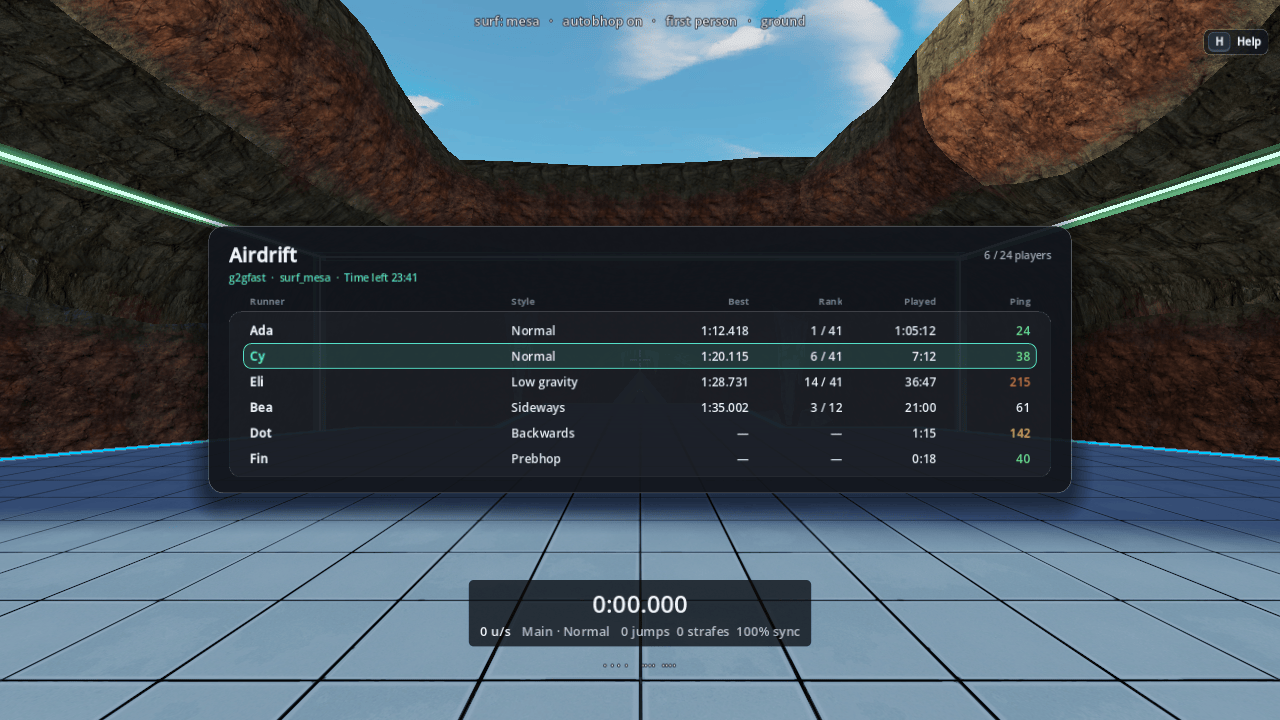 surf: mesa · autobhop on · first person · ground
H Help
Airdrift 6 / 24 players
g2gfast · surf_mesa · Time left 23:41
Runner Style Best Rank Played Ping
Ada Normal 1:12.418 1 / 41 1:05:12 24
Cy Normal 1:20.115 6 / 41 7:12 38
Eli Low gravity 1:28.731 14 / 41 36:47 215
Bea Sideways 1:35.002 3 / 12 21:00 61
Dot Backwards — — 1:15 142
Fin Prebhop — — 0:18 40
0:00.000
0 u/s Main · Normal 0 jumps 0 strafes 100% sync